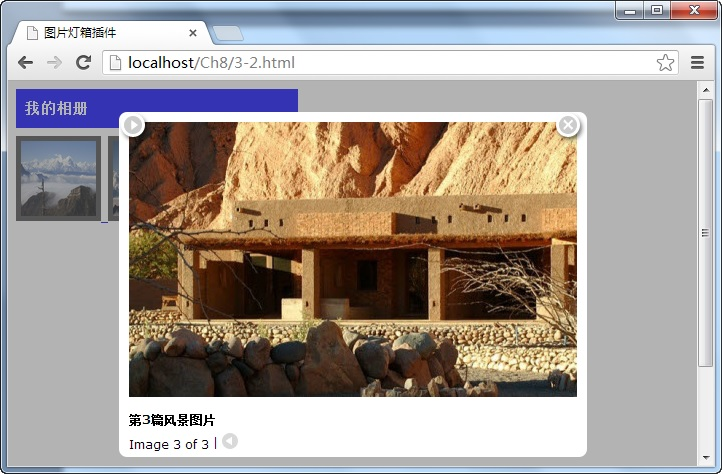 图片灯箱插件
localhost/Ch8/3-2.html
我的相册
第3篇风景图片
Image 3 of 3 |